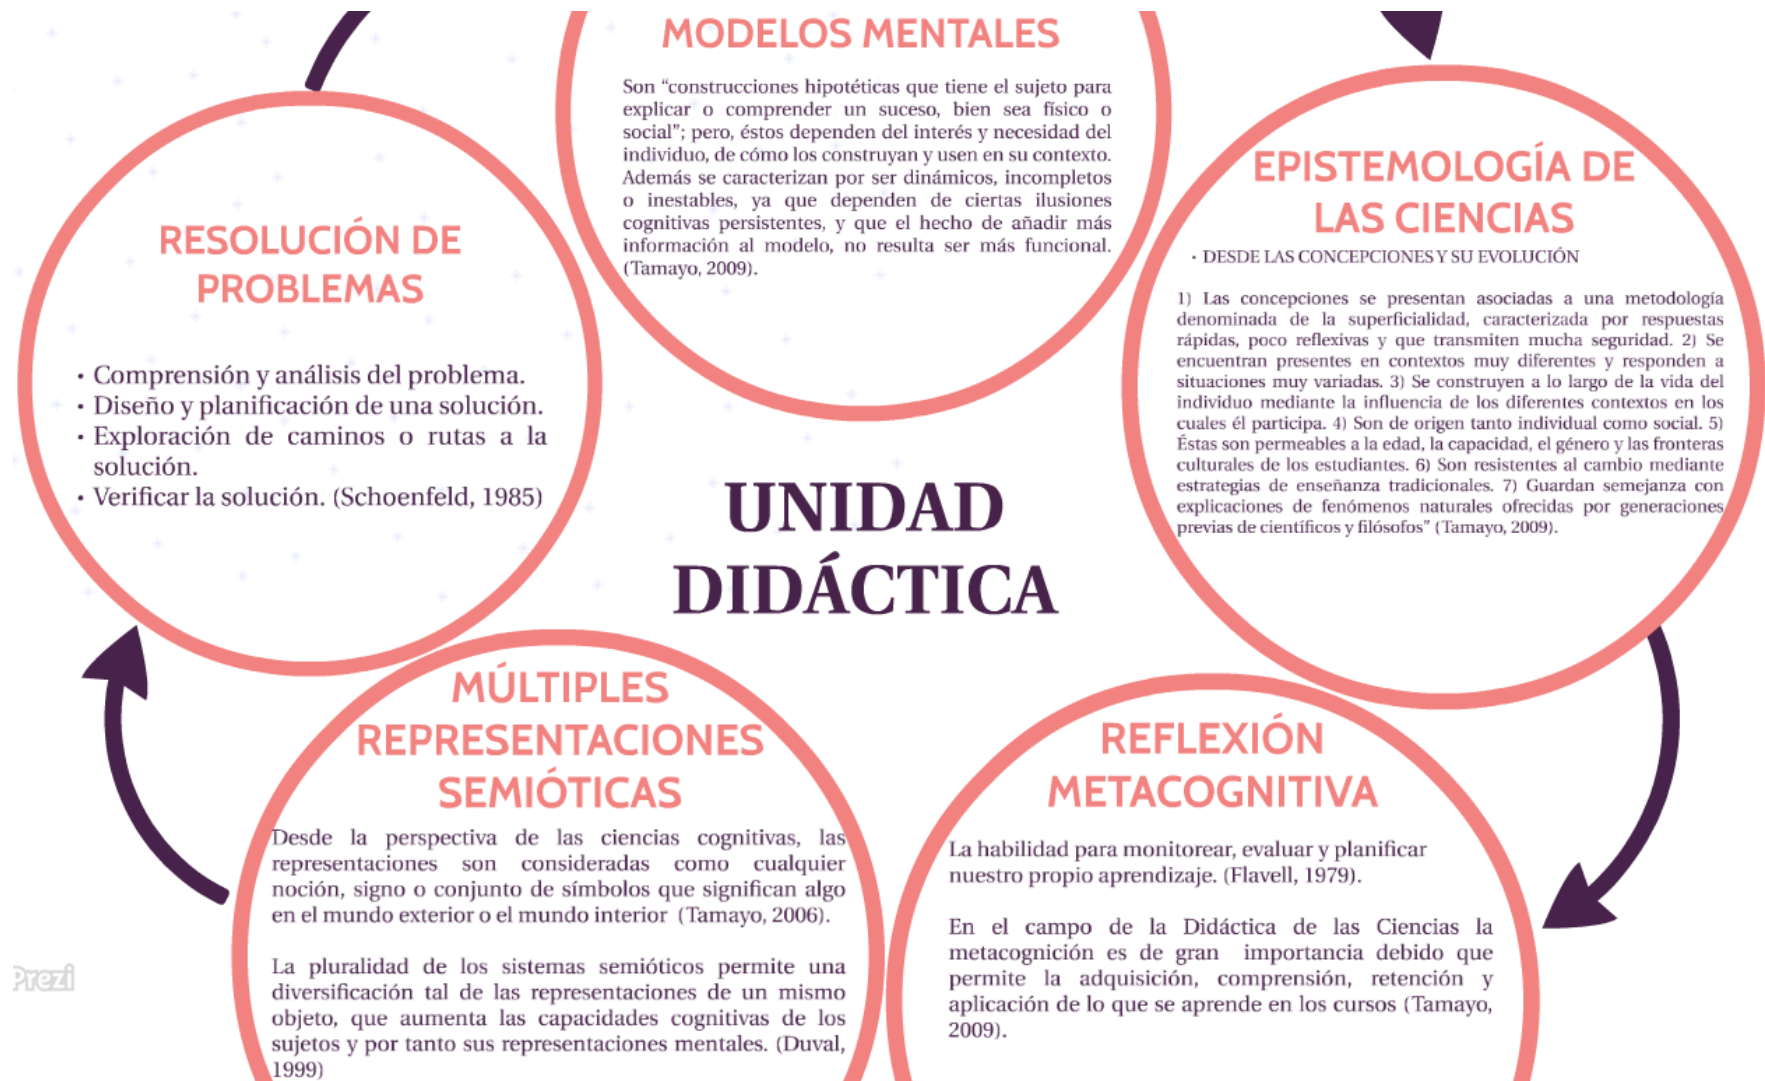 MODELOS MENTALES
Son “construcciones hipotéticas que tiene el sujeto para
explicar o comprender un suceso, bien sea físico o
social”; pero, éstos dependen del interés y necesidad del
individuo, de cómo los construyan y usen en su contexto.
Además se caracterizan por ser dinámicos, incompletos
o inestables, ya que dependen de ciertas ilusiones
cognitivas persistentes, y que el hecho de añadir más
información al modelo, no resulta ser más funcional.
(Tamayo, 2009).
EPISTEMOLOGÍA DE
LAS CIENCIAS
• DESDE LAS CONCEPCIONES Y SU EVOLUCIÓN
1) Las concepciones se presentan asociadas a una metodología
denominada de la superficialidad, caracterizada por respuestas
rápidas, poco reflexivas y que transmiten mucha seguridad. 2) Se
encuentran presentes en contextos muy diferentes y responden a
situaciones muy variadas. 3) Se construyen a lo largo de la vida del
individuo mediante la influencia de los diferentes contextos en los
cuales él participa. 4) Son de origen tanto individual como social. 5)
Éstas son permeables a la edad, la capacidad, el género y las fronteras
culturales de los estudiantes. 6) Son resistentes al cambio mediante
estrategias de enseñanza tradicionales. 7) Guardan semejanza con
explicaciones de fenómenos naturales ofrecidas por generaciones
previas de científicos y filósofos” (Tamayo, 2009).
RESOLUCIÓN DE
PROBLEMAS
• Comprensión y análisis del problema.
• Diseño y planificación de una solución.
• Exploración de caminos o rutas a la
solución.
• Verificar la solución. (Schoenfeld, 1985)
UNIDAD
DIDÁCTICA
MÚLTIPLES
REPRESENTACIONES
SEMIÓTICAS
Desde la perspectiva de las ciencias cognitivas, las
representaciones son consideradas como cualquier
noción, signo o conjunto de símbolos que significan algo
en el mundo exterior o el mundo interior (Tamayo, 2006).
La pluralidad de los sistemas semióticos permite una
diversificación tal de las representaciones de un mismo
objeto, que aumenta las capacidades cognitivas de los
sujetos y por tanto sus representaciones mentales. (Duval,
1999)
REFLEXIÓN
METACOGNITIVA
La habilidad para monitorear, evaluar y planificar
nuestro propio aprendizaje. (Flavell, 1979).
En el campo de la Didáctica de las Ciencias la
metacognición es de gran importancia debido que
permite la adquisición, comprensión, retención y
aplicación de lo que se aprende en los cursos (Tamayo,
2009).
Prezi